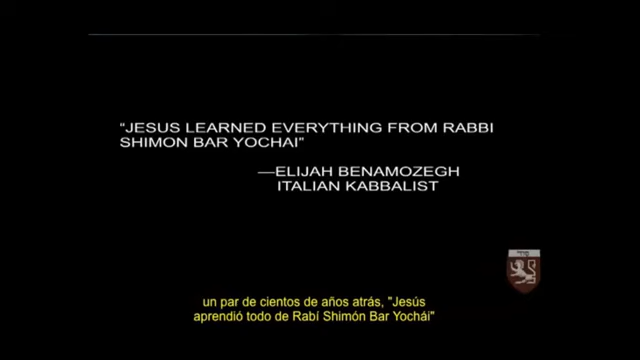 "JESUS LEARNED EVERYTHING FROM RABBI
SHIMON BAR YOCHAI"
—ELIJAH BENAMOZEGH
ITALIAN KABBALIST
un par de cientos de años atrás, "Jesús
aprendió todo de Rabí Shimón Bar Yochái"